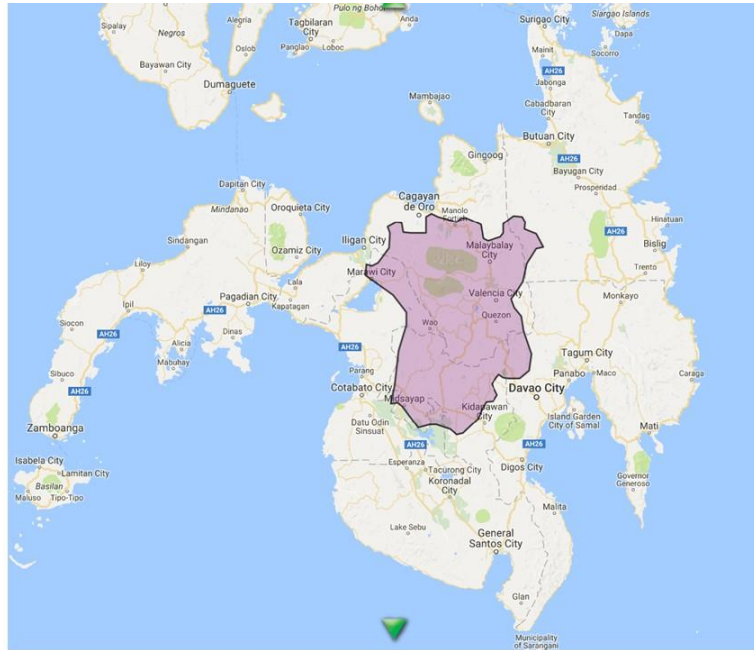 Pulo ng Bohol
Sipalay
Negros
Alegria
Tagbilaran
City
Anda
Surigao City
Siargao Islands
Dapa
Oslob
Panglao
Loboc
Bayawan City
Mainit
Socorro
Dumaguete
AH26
Jabonga
Mambajao
Cabadbaran
City
Tandag
Butuan City
Gingoog
AH26
Bayugan City
Dapitan City
Prosperidad
Mindanao
Oroquieta City
Cagayan
de Oro
Manolo
Fortich
Hinatuan
Sindangan
Iligan City
Malaybalay
City
AH26
Bislig
Ozamiz City
Liloy
Marawi City
Trento
Lala
Valencia City
Ipil
Pagadian City
Kapatagan
Monkayo
Siocon
AH26
Quezon
Dinas
Wao
AH26
Alicia
AH26
Mabuhay
Tagum City
Sibuco
Parang
Panabo
Maco
Caraga
AH26
Cotabato City
Davao City
Midsayap
Kidapawan
City
Island Garden
City of Samal
Zamboanga
Datu Odin
Sinsuat
Mati
AH26
AH26
Isabela City
Esperanza
Tacurong City
Digos City
Lamitan City
Governor
Generoso
Basilan
Koronadal
City
Maluso
Tipo-Tipo
Malita
Lake Sebu
General
Santos City
Glan
Municipality
of Sarangani